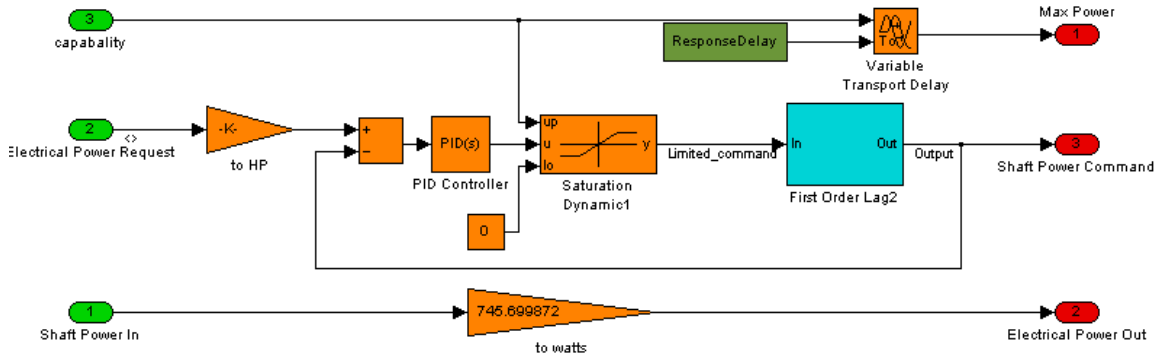 3
capabality
ResponseDelay
Variable
Transport Delay
Max Power
1
2
<>
Electrical Power Request
-K-
to HP
+
−
PID(s)
PID Controller
up
u
lo
y
Saturation
Dynamic1
0
Limited_command
In
Out
First Order Lag2
Output
3
Shaft Power Command
1
Shaft Power In
745.699872
to watts
2
Electrical Power Out